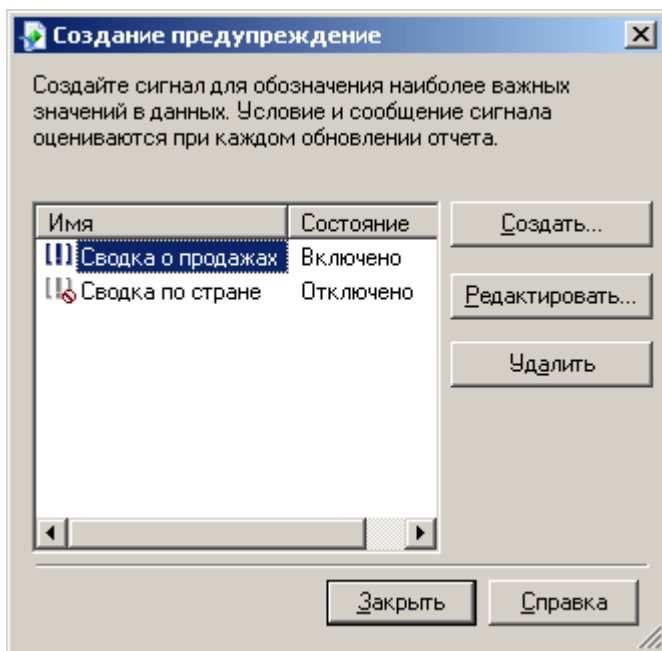 Создание предупреждение
Создайте сигнал для обозначения наиболее важных
значений в данных. Условие и сообщение сигнала
оцениваются при каждом обновлении отчета.
Имя Состояние
Сводка о продажах Включено
Сводка по стране Отключено
Создать...
Редактировать...
Удалить
Закрыть Справка